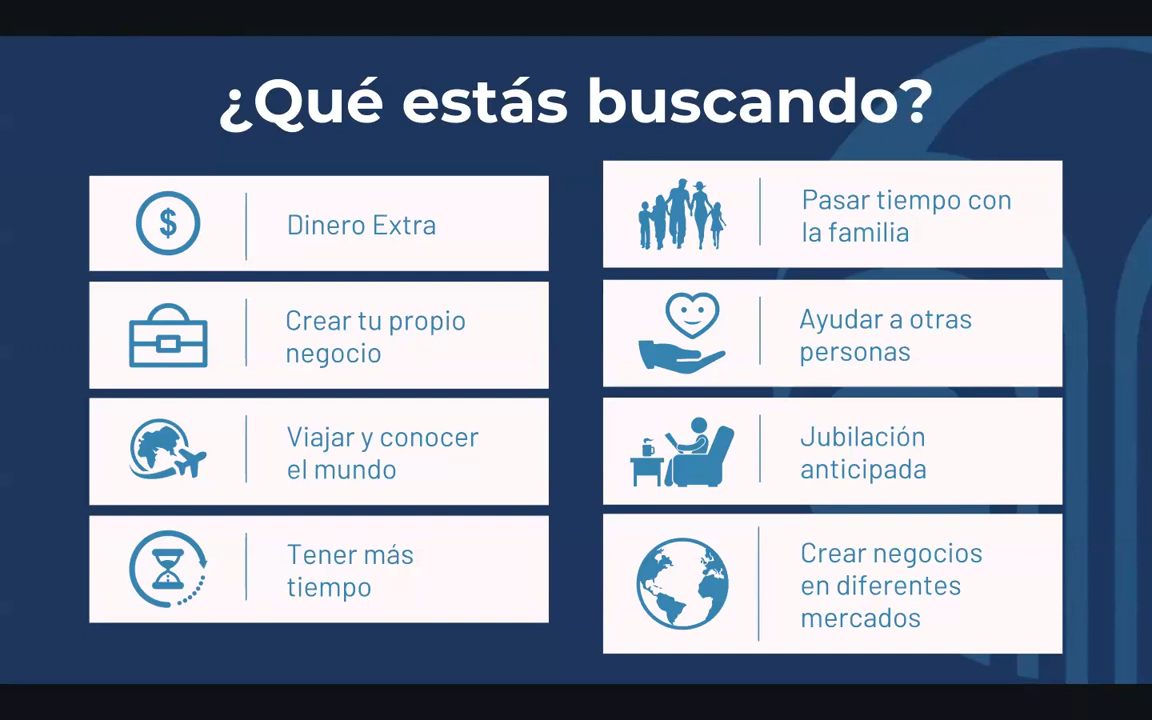 ¿Qué estás buscando?
Dinero Extra
Crear tu propio
negocio
Viajar y conocer
el mundo
Tener más
tiempo
Pasar tiempo con
la familia
Ayudar a otras
personas
Jubilación
anticipada
Crear negocios
en diferentes
mercados